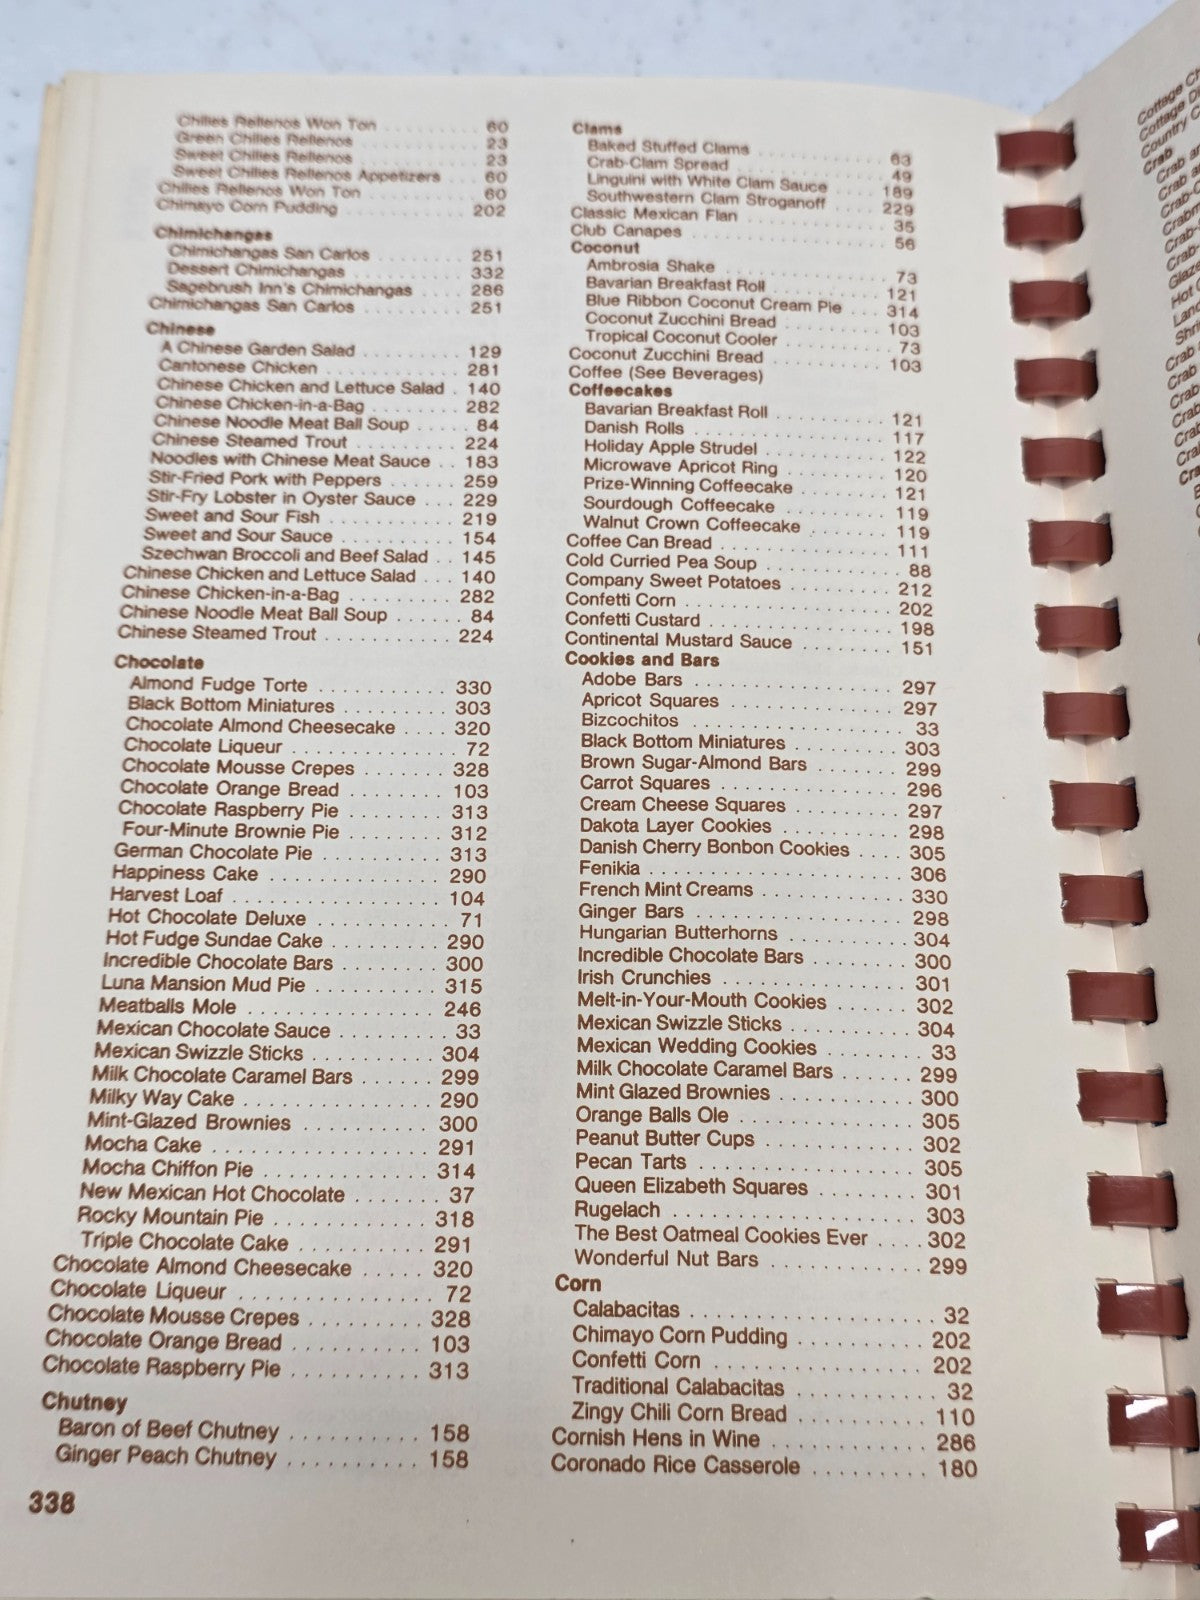 Chilies Rellenos Won Ton . . . . . . . . . 60
Green Chilies Rellenos . . . . . . . . . . 23
Sweet Chilies Rellenos . . . . . . . . . . 23
Sweet Chilies Rellenos Appetizers . . . 60
Chilies Rellenos Won Ton . . . . . . . . . 60
Chimayo Corn Pudding . . . . . . . . . . 202
Chimichangas
Chimichangas San Carlos . . . . . . . . 251
Dessert Chimichangas . . . . . . . . . . 332
Sagebrush Inn's Chimichangas . . . . 286
Chimichangas San Carlos . . . . . . . . 251
Chinese
A Chinese Garden Salad . . . . . . . . 129
Cantonese Chicken . . . . . . . . . . . . 281
Chinese Chicken and Lettuce Salad . 140
Chinese Chicken-in-a-Bag . . . . . . . . 282
Chinese Noodle Meat Ball Soup . . . . . 84
Chinese Steamed Trout . . . . . . . . . 224
Noodles with Chinese Meat Sauce . . 183
Stir-Fried Pork with Peppers . . . . . . 259
Stir-Fry Lobster in Oyster Sauce . . . 229
Sweet and Sour Fish . . . . . . . . . . . 219
Sweet and Sour Sauce . . . . . . . . . . 154
Szechwan Broccoli and Beef Salad . . 145
Chinese Chicken and Lettuce Salad . . . 140
Chinese Chicken-in-a-Bag . . . . . . . . . 282
Chinese Noodle Meat Ball Soup . . . . . . 84
Chinese Steamed Trout . . . . . . . . . . . 224
Chocolate
Almond Fudge Torte . . . . . . . . . . . 330
Black Bottom Miniatures . . . . . . . . . 303
Chocolate Almond Cheesecake . . . . 320
Chocolate Liqueur . . . . . . . . . . . . . 72
Chocolate Mousse Crepes . . . . . . . 328
Chocolate Orange Bread . . . . . . . . 103
Chocolate Raspberry Pie . . . . . . . . 313
Four-Minute Brownie Pie . . . . . . . . 312
German Chocolate Pie . . . . . . . . . . 313
Happiness Cake . . . . . . . . . . . . . . 290
Harvest Loaf . . . . . . . . . . . . . . . . 104
Hot Chocolate Deluxe . . . . . . . . . . . 71
Hot Fudge Sundae Cake . . . . . . . . . 290
Incredible Chocolate Bars . . . . . . . . 300
Luna Mansion Mud Pie . . . . . . . . . . 315
Meatballs Mole . . . . . . . . . . . . . . . 246
Mexican Chocolate Sauce . . . . . . . . . 33
Mexican Swizzle Sticks . . . . . . . . . . 304
Milk Chocolate Caramel Bars . . . . . . 299
Milky Way Cake . . . . . . . . . . . . . . . 290
Mint-Glazed Brownies . . . . . . . . . . . 300
Mocha Cake . . . . . . . . . . . . . . . . . 291
Mocha Chiffon Pie . . . . . . . . . . . . . 314
New Mexican Hot Chocolate . . . . . . . 37
Rocky Mountain Pie . . . . . . . . . . . . 318
Triple Chocolate Cake . . . . . . . . . . 291
Chocolate Almond Cheesecake . . . . . 320
Chocolate Liqueur . . . . . . . . . . . . . . . 72
Chocolate Mousse Crepes . . . . . . . . . 328
Chocolate Orange Bread . . . . . . . . . . 103
Chocolate Raspberry Pie . . . . . . . . . . 313
Chutney
Baron of Beef Chutney . . . . . . . . . . 158
Ginger Peach Chutney . . . . . . . . . . 158
338
Clams
Baked Stuffed Clams . . . . . . . . . . . . 63
Crab-Clam Spread . . . . . . . . . . . . . 49
Linguini with White Clam Sauce . . . . 189
Southwestern Clam Stroganoff . . . . 229
Classic Mexican Flan . . . . . . . . . . . . . 35
Club Canapes . . . . . . . . . . . . . . . . . 56
Coconut
Ambrosia Shake . . . . . . . . . . . . . . . 73
Bavarian Breakfast Roll . . . . . . . . . . 121
Blue Ribbon Coconut Cream Pie . . . 314
Coconut Zucchini Bread . . . . . . . . . 103
Tropical Coconut Cooler . . . . . . . . . . 73
Coconut Zucchini Bread . . . . . . . . . . 103
Coffee (See Beverages)
Coffeecakes
Bavarian Breakfast Roll . . . . . . . . . . 121
Danish Rolls . . . . . . . . . . . . . . . . . 117
Holiday Apple Strudel . . . . . . . . . . . 122
Microwave Apricot Ring . . . . . . . . . . 120
Prize-Winning Coffeecake . . . . . . . . 121
Sourdough Coffeecake . . . . . . . . . . 119
Walnut Crown Coffeecake . . . . . . . . 119
Coffee Can Bread . . . . . . . . . . . . . . 111
Cold Curried Pea Soup . . . . . . . . . . . . 88
Company Sweet Potatoes . . . . . . . . . 212
Confetti Corn . . . . . . . . . . . . . . . . . 202
Confetti Custard . . . . . . . . . . . . . . . 198
Continental Mustard Sauce . . . . . . . . 151
Cookies and Bars
Adobe Bars . . . . . . . . . . . . . . . . . 297
Apricot Squares . . . . . . . . . . . . . . 297
Bizcochitos . . . . . . . . . . . . . . . . . . 33
Black Bottom Miniatures . . . . . . . . . 303
Brown Sugar-Almond Bars . . . . . . . 299
Carrot Squares . . . . . . . . . . . . . . . 296
Cream Cheese Squares . . . . . . . . . 297
Dakota Layer Cookies . . . . . . . . . . 298
Danish Cherry Bonbon Cookies . . . . 305
Fenikia . . . . . . . . . . . . . . . . . . . . 306
French Mint Creams . . . . . . . . . . . . 330
Ginger Bars . . . . . . . . . . . . . . . . . 298
Hungarian Butterhorns . . . . . . . . . . 304
Incredible Chocolate Bars . . . . . . . . 300
Irish Crunchies . . . . . . . . . . . . . . . 301
Melt-in-Your-Mouth Cookies . . . . . . . 302
Mexican Swizzle Sticks . . . . . . . . . . 304
Mexican Wedding Cookies . . . . . . . . 33
Milk Chocolate Caramel Bars . . . . . . . 299
Mint Glazed Brownies . . . . . . . . . . . 300
Orange Balls Ole . . . . . . . . . . . . . . 305
Peanut Butter Cups . . . . . . . . . . . . 302
Pecan Tarts . . . . . . . . . . . . . . . . . 305
Queen Elizabeth Squares . . . . . . . . 301
Rugelach . . . . . . . . . . . . . . . . . . . 303
The Best Oatmeal Cookies Ever . . . . 302
Wonderful Nut Bars . . . . . . . . . . . . 299
Corn
Calabacitas . . . . . . . . . . . . . . . . . . 32
Chimayo Corn Pudding . . . . . . . . . . 202
Confetti Corn . . . . . . . . . . . . . . . . 202
Traditional Calabacitas . . . . . . . . . . . 32
Zingy Chili Corn Bread . . . . . . . . . . 110
Cornish Hens in Wine . . . . . . . . . . . . 286
Coronado Rice Casserole . . . . . . . . . 180
Cottage
Cottage
Country
Crab